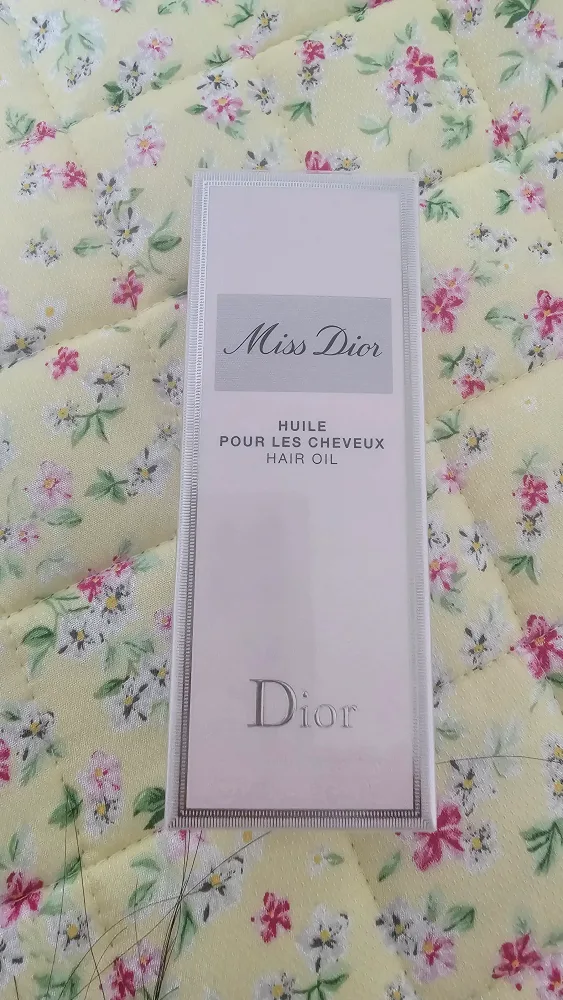 Miss Dior
HUILE
POUR LES CHEVEUX
HAIR OIL
Dior